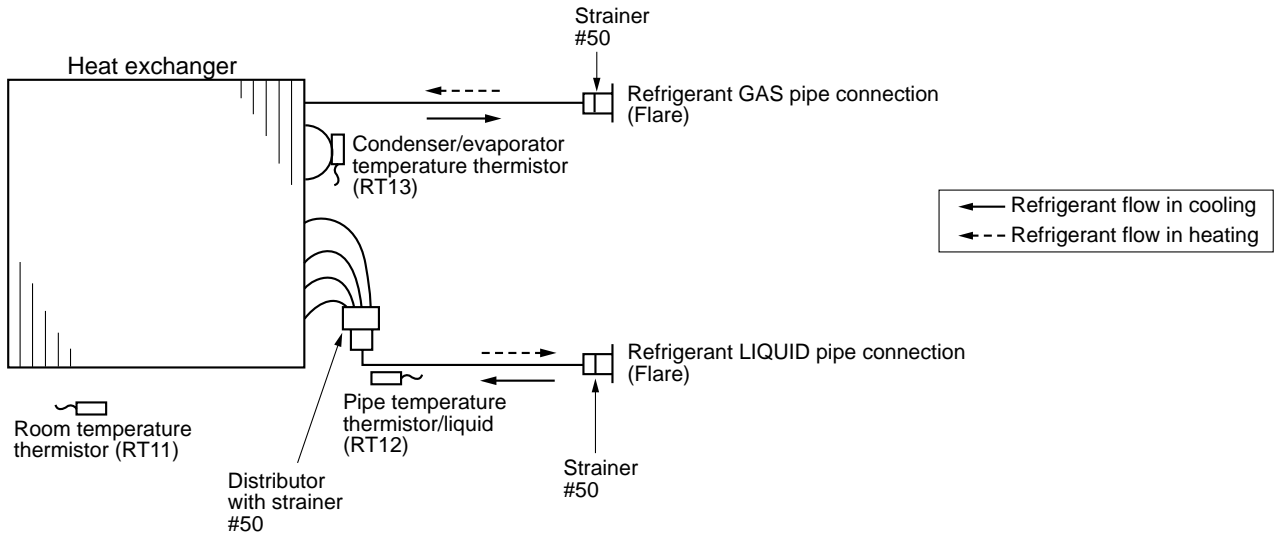 Strainer
#50
Heat exchanger
Refrigerant GAS pipe connection
(Flare)
Condenser/evaporator
temperature thermistor
(RT13)
Refrigerant flow in cooling
Refrigerant flow in heating
Refrigerant LIQUID pipe connection
(Flare)
Pipe temperature
thermistor/liquid
(RT12)
Room temperature
thermistor (RT11)
Distributor
with strainer
#50
Strainer
#50